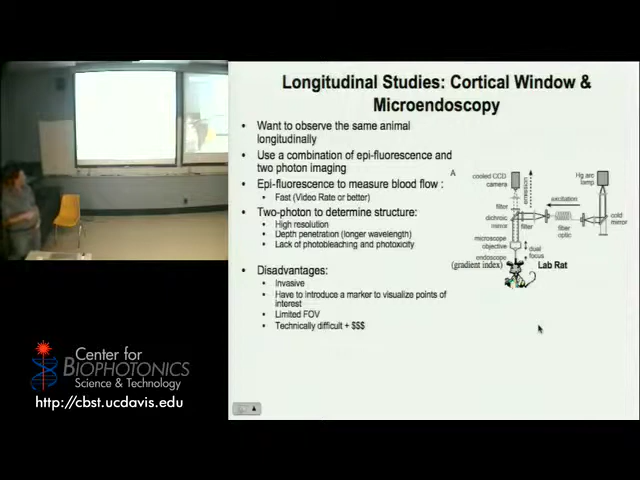 Longitudinal Studies: Cortical Window &
Microendoscopy
• Want to observe the same animal
longitudinally
• Use a combination of epi-fluorescence and
two photon imaging
• Epi-fluorescence to measure blood flow :
• Fast (Video Rate or better)
• Two-photon to determine structure:
• High resolution
• Depth penetration (longer wavelength)
• Lack of photobleaching and photoxicity
• Disadvantages:
• Invasive
• Have to introduce a marker to visualize points of
interest
• Limited FOV
• Technically difficult + $$$
A
cooled CCD
camera
emission
Hg arc
lamp
filter
excitation
dichroic
mirror
filter
fiber
optic
cold
mirror
microscope
objective
dual
focus
endoscope
(gradient index)
Lab Rat
Center for
BIOPHOTONICS
Science & Technology
http://cbst.ucdavis.edu